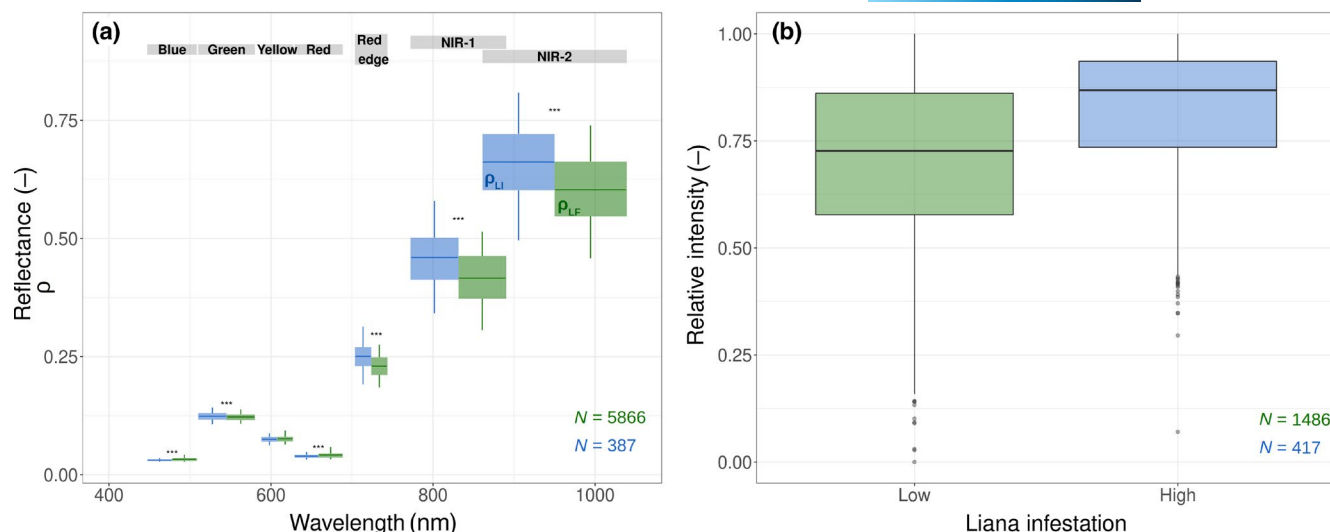 (a)
Blue Green Yellow Red
Red
edge
NIR-1
NIR-2
***
***
***
***
***
***
ρLI
ρLF
N = 5866
N = 387
0.75
0.50
0.25
0.00
400 600 800 1000
Wavelength (nm)
Reflectance (−)
ρ
(b)
1.00
0.75
0.50
0.25
0.00
Relative intensity (−)
N = 1486
N = 417
Low High
Liana infestation